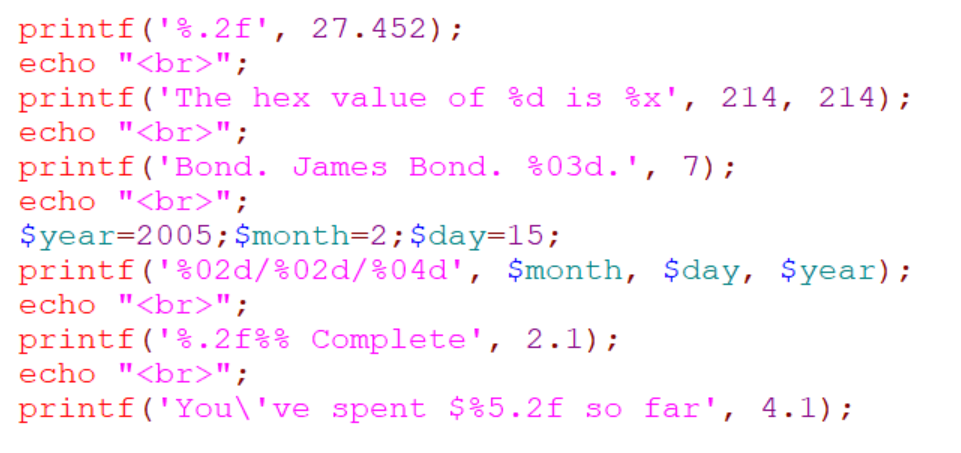 printf('%.2f', 27.452);
echo "<br>";
printf('The hex value of %d is %x', 214, 214);
echo "<br>";
printf('Bond. James Bond. %03d.', 7);
echo "<br>";
$year=2005;$month=2;$day=15;
printf('%02d/%02d/%04d', $month, $day, $year);
echo "<br>";
printf('%.2f%% Complete', 2.1);
echo "<br>";
printf('You\'ve spent $%5.2f so far', 4.1);